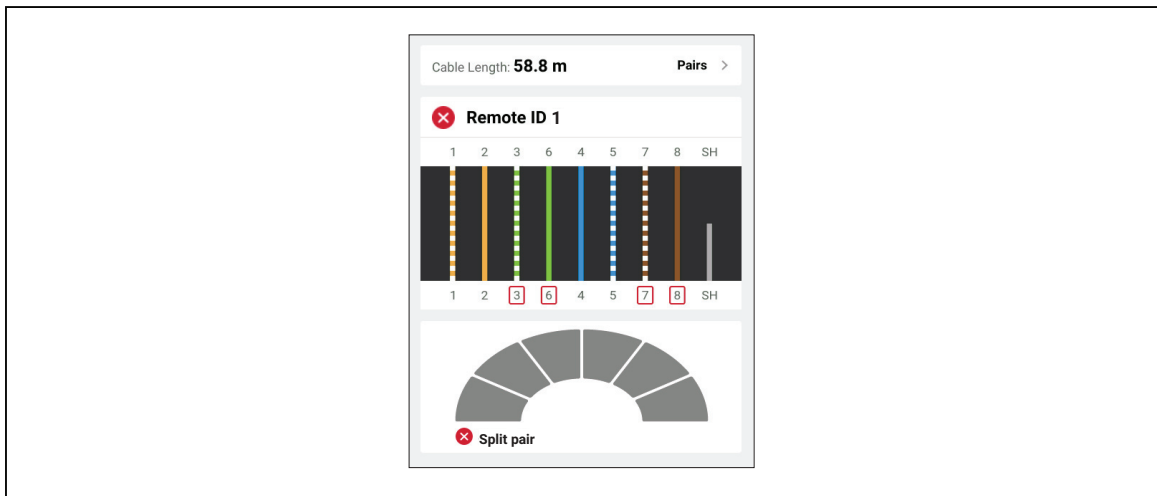 Cable Length: 58.8 m Pairs >
Remote ID 1
1 2 3 6 4 5 7 8 SH
1 2 3 6 4 5 7 8 SH
Split pair